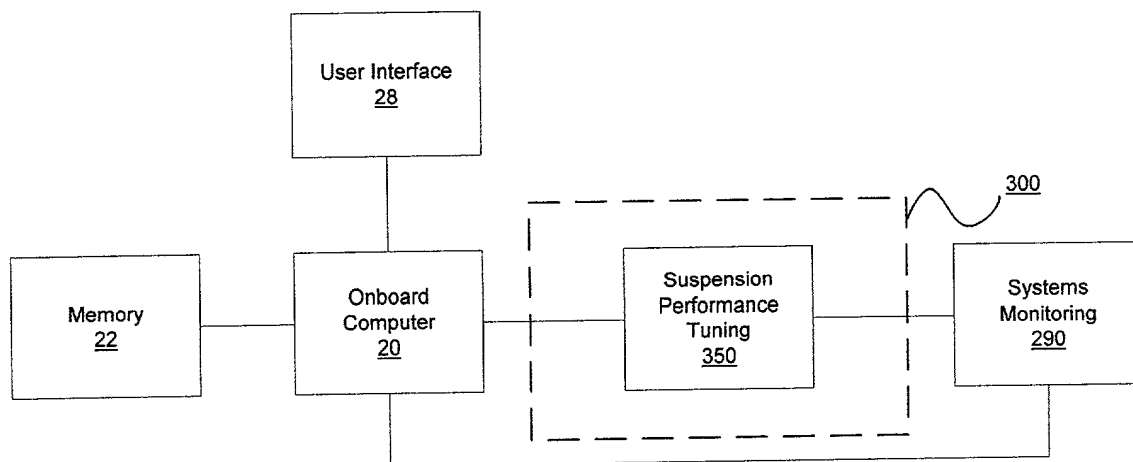 User Interface
28
300
Memory
22
Onboard
Computer
20
Suspension
Performance
Tuning
350
Systems
Monitoring
290